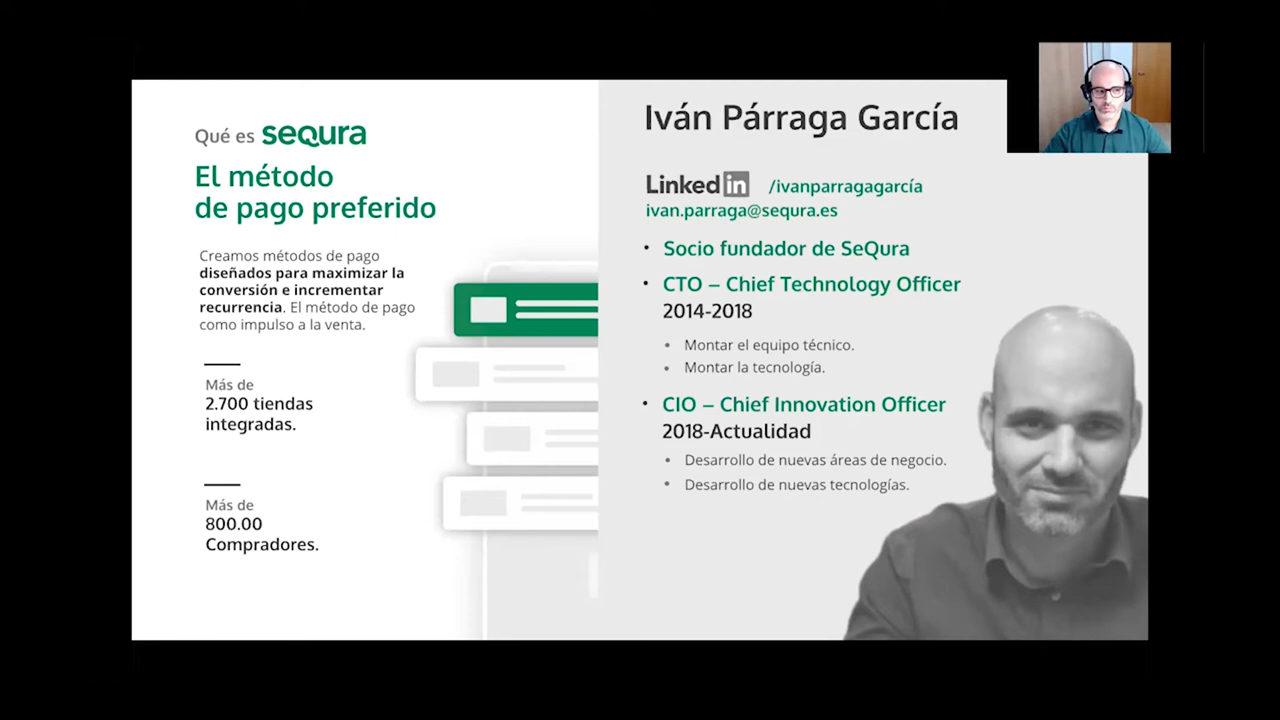 Qué es seQura
El método
de pago preferido
Creamos métodos de pago
diseñados para maximizar la
conversión e incrementar
recurrencia. El método de pago
como impulso a la venta.
Más de
2.700 tiendas
integradas.
Más de
800.00
Compradores.
Iván Párraga García
LinkedIn /ivanparragagarcía
ivan.parraga@sequra.es
• Socio fundador de SeQura
• CTO – Chief Technology Officer
2014-2018
• Montar el equipo técnico.
• Montar la tecnología.
• CIO – Chief Innovation Officer
2018-Actualidad
• Desarrollo de nuevas áreas de negocio.
• Desarrollo de nuevas tecnologías.